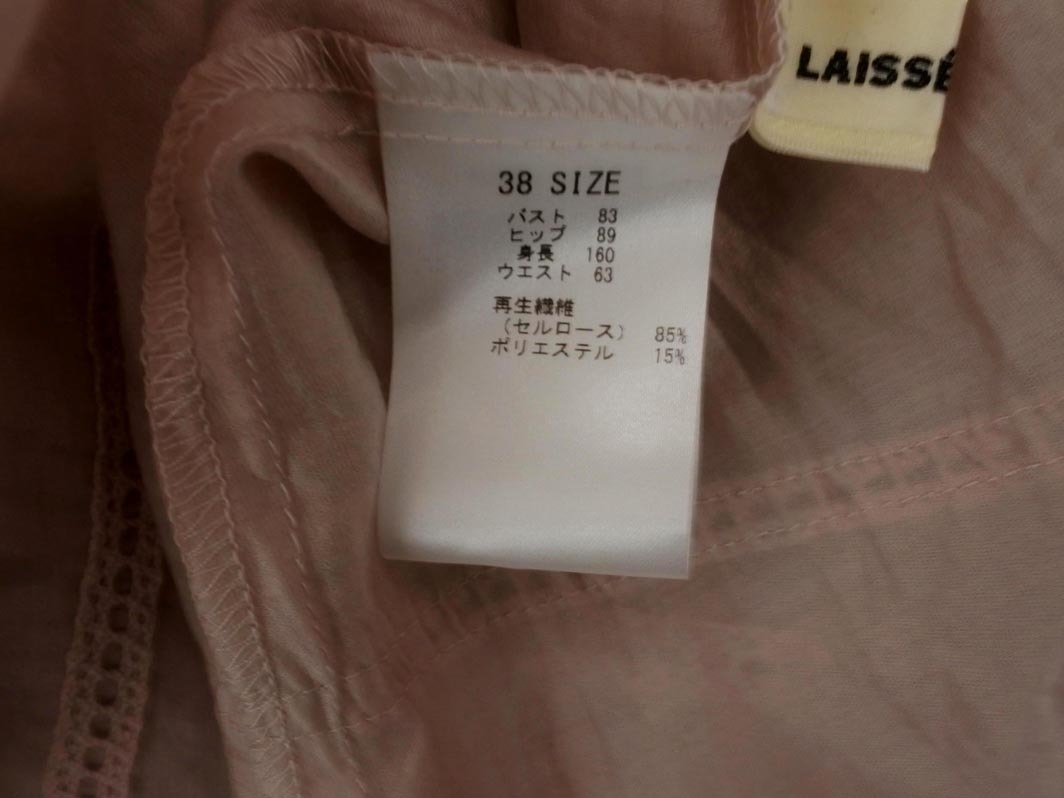 LAISSÉ
38 SIZE
バスト 83
ヒップ 89
身長 160
ウエスト 63
再生繊維
(セルロース) 85%
ポリエステル 15%